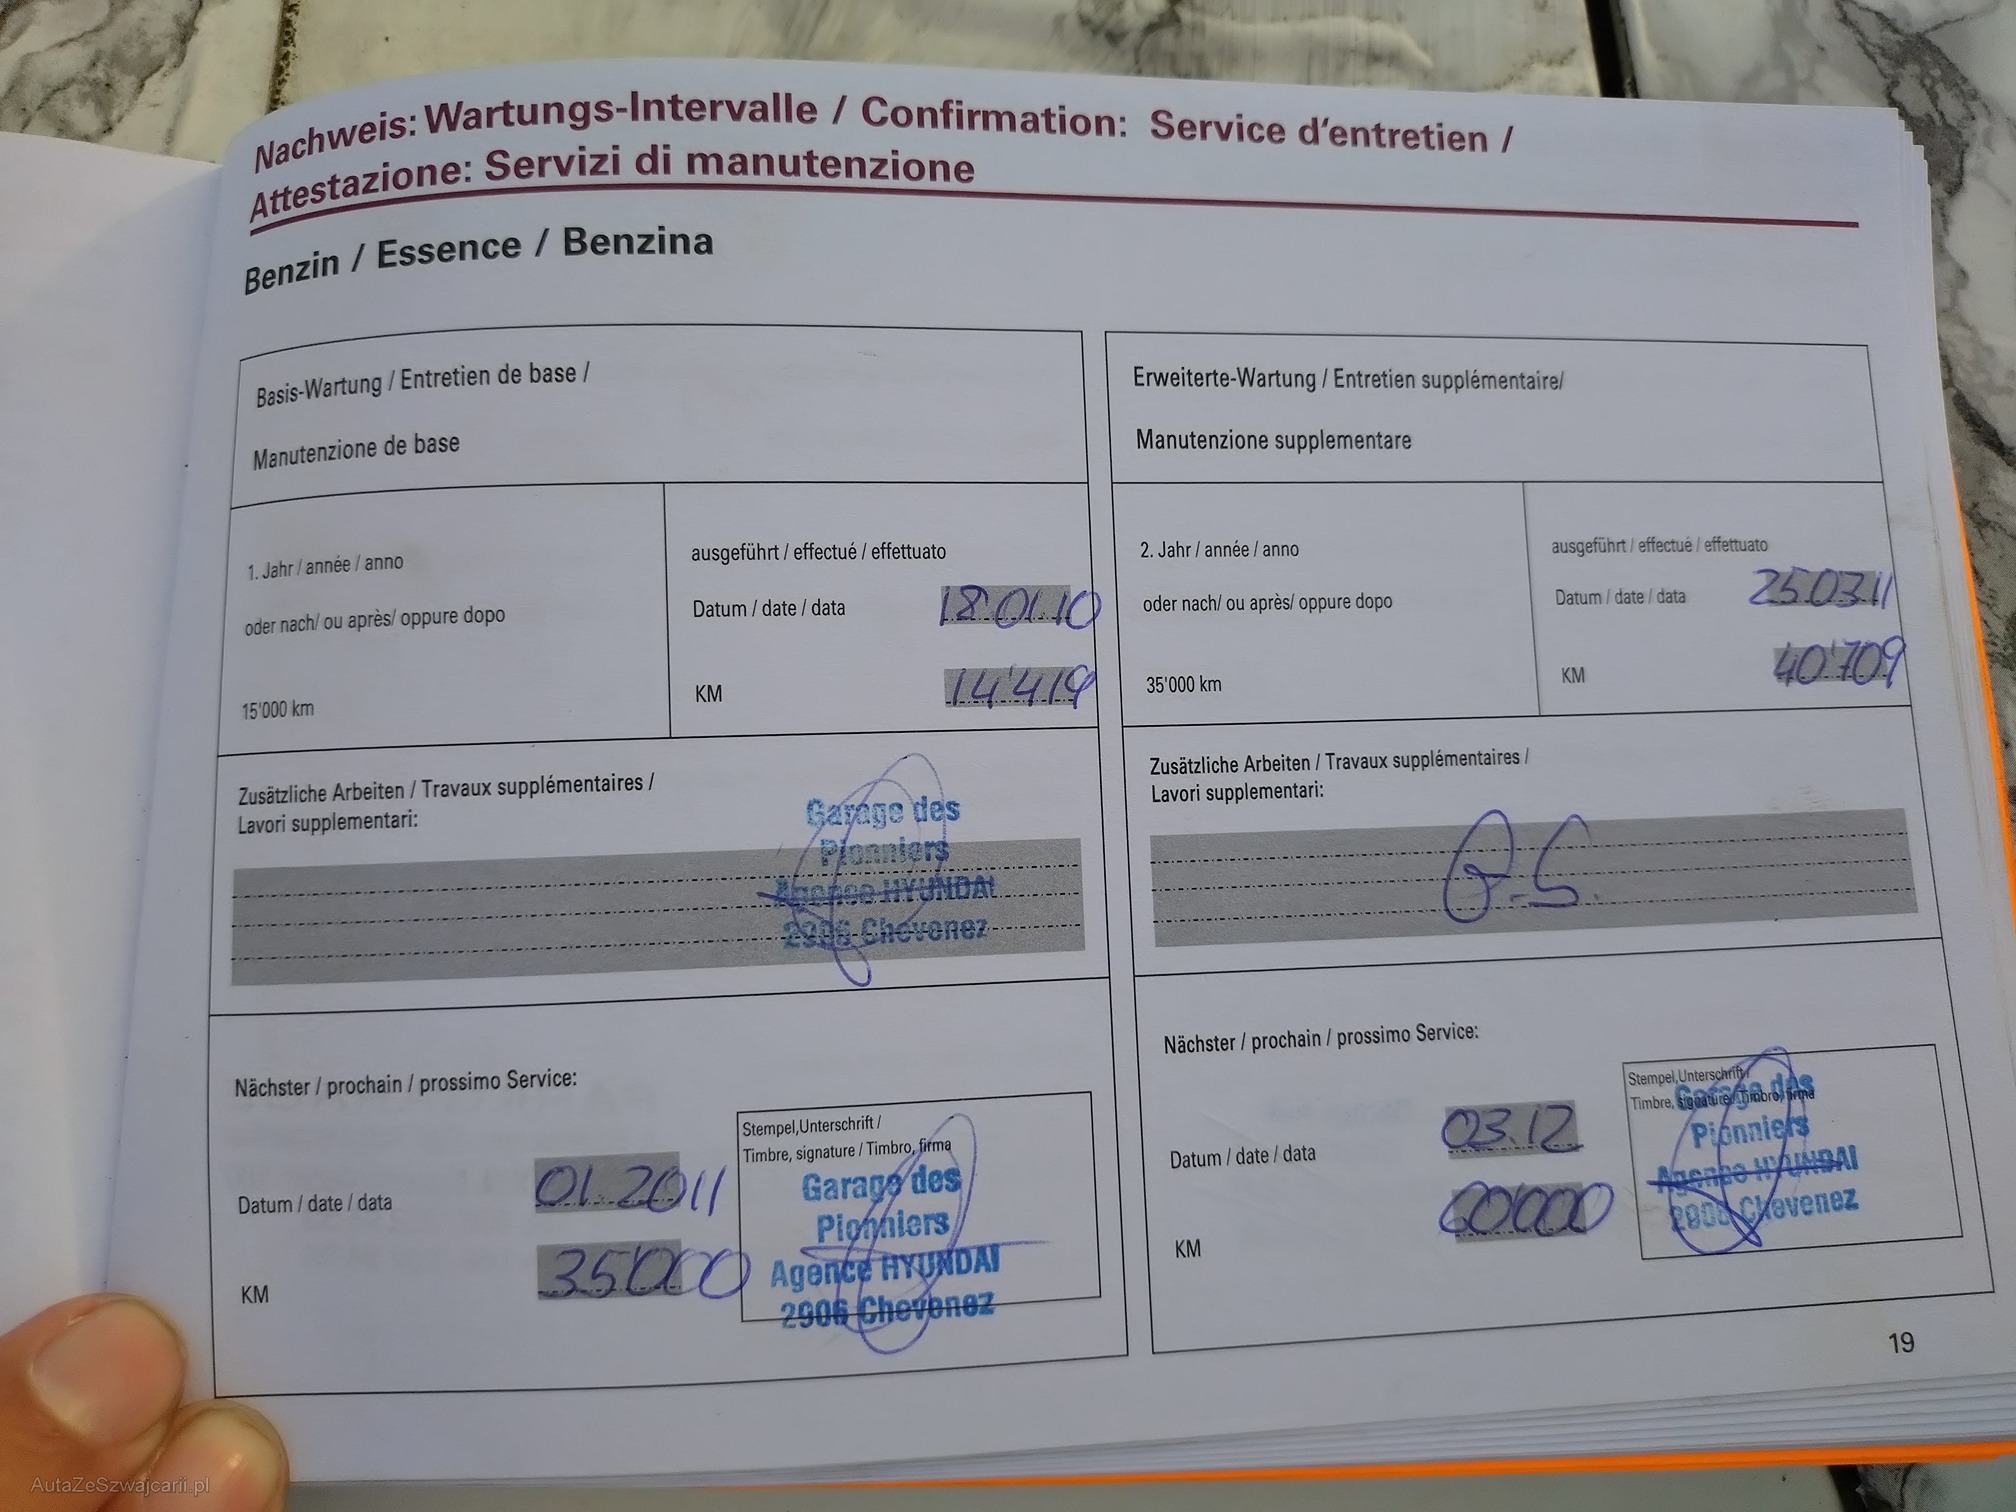 Nachweis: Wartungs-Intervalle / Confirmation: Service d'entretien /
Attestazione: Servizi di manutenzione
Benzin / Essence / Benzina
Basis-Wartung / Entretien de base /
Manutenzione de base
1. Jahr / année / anno
oder nach/ ou après/ oppure dopo
15'000 km
ausgeführt / effectué / effettuato
Datum / date / data 18.01.10
KM 14'419
Zusätzliche Arbeiten / Travaux supplémentaires /
Lavori supplementari:
Garage des
Pionniers
Agence HYUNDAI
2906 Chevenez
Nächster / prochain / prossimo Service:
Datum / date / data 01.2011
KM 35'000
Stempel,Unterschrift /
Timbre, signature / Timbro, firma
Garage des
Pionniers
Agence HYUNDAI
2906 Chevenez
Erweiterte-Wartung / Entretien supplémentaire/
Manutenzione supplementare
2. Jahr / année / anno
oder nach/ ou après/ oppure dopo
35'000 km
ausgeführt / effectué / effettuato
Datum / date / data 25.03.11
KM 40'709
Zusätzliche Arbeiten / Travaux supplémentaires /
Lavori supplementari:
Nächster / prochain / prossimo Service:
Datum / date / data 03.12
KM 60'000
Stempel,Unterschrift /
Timbre, signature / Timbro, firma
Garage des
Pionniers
Agence HYUNDAI
2906 Chevenez
19
AutaZeSzwajcarii.pl